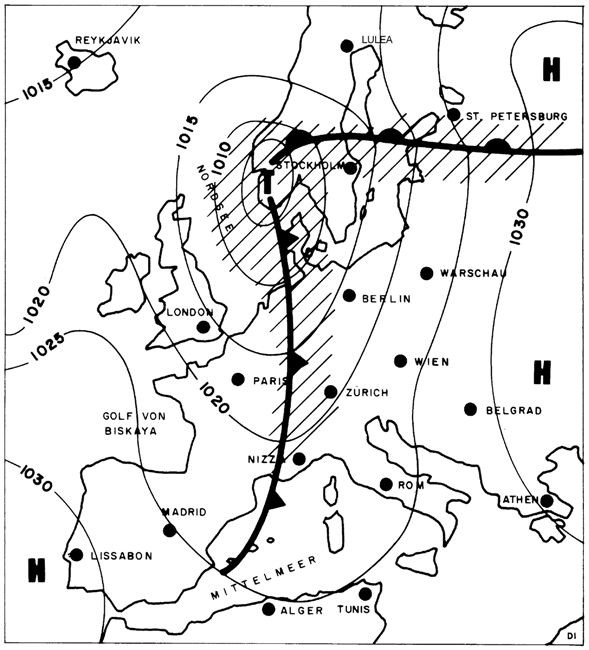 REYKJAVIK
LULEA
H
1015
ST. PETERSBURG
1015
1010
STOCKHOLM
T
NORDSEE
1030
WARSCHAU
1020
BERLIN
LONDON
1025
H
WIEN
PARIS
ZÜRICH
1020
BELGRAD
GOLF VON
BISKAYA
NIZZA
1030
ROM
ATHEN
MADRID
LISSABON
H
MITTELMEER
ALGER
TUNIS
DI